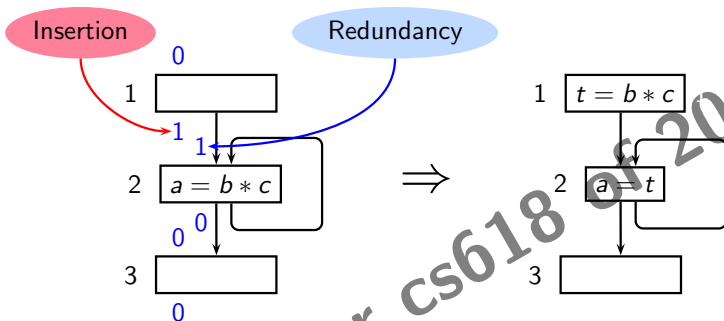 Insertion
Redundancy
0
1
1 t = b ∗ c
1
1
2 a = b ∗ c
⇒
2 a = t
0
0
3
3
0
r cs618 of 20